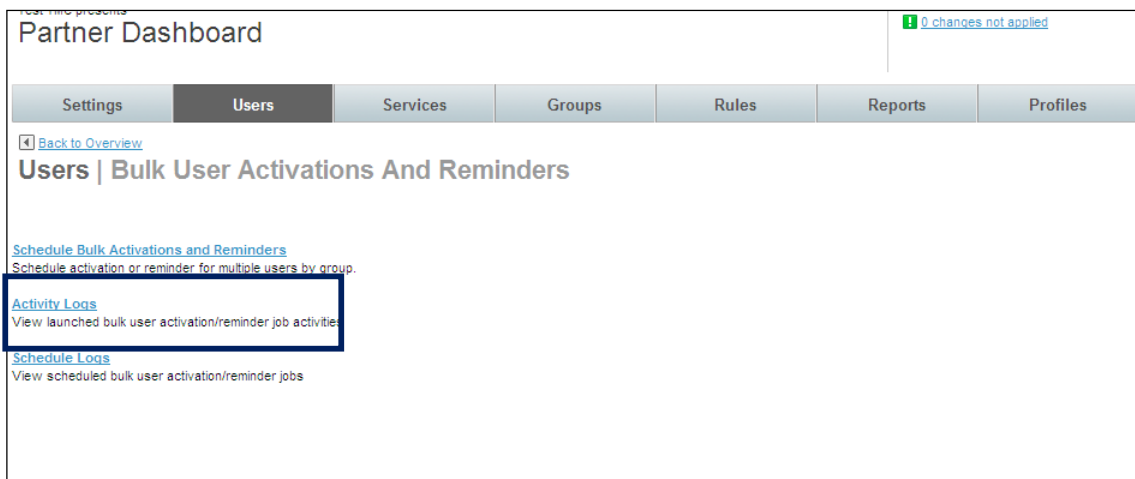 presents
Partner Dashboard
0 changes not applied
Settings Users Services Groups Rules Reports Profiles
Back to Overview
Users | Bulk User Activations And Reminders
Schedule Bulk Activations and Reminders
Schedule activation or reminder for multiple users by group.
Activity Logs
View launched bulk user activation/reminder job activities
Schedule Logs
View scheduled bulk user activation/reminder jobs